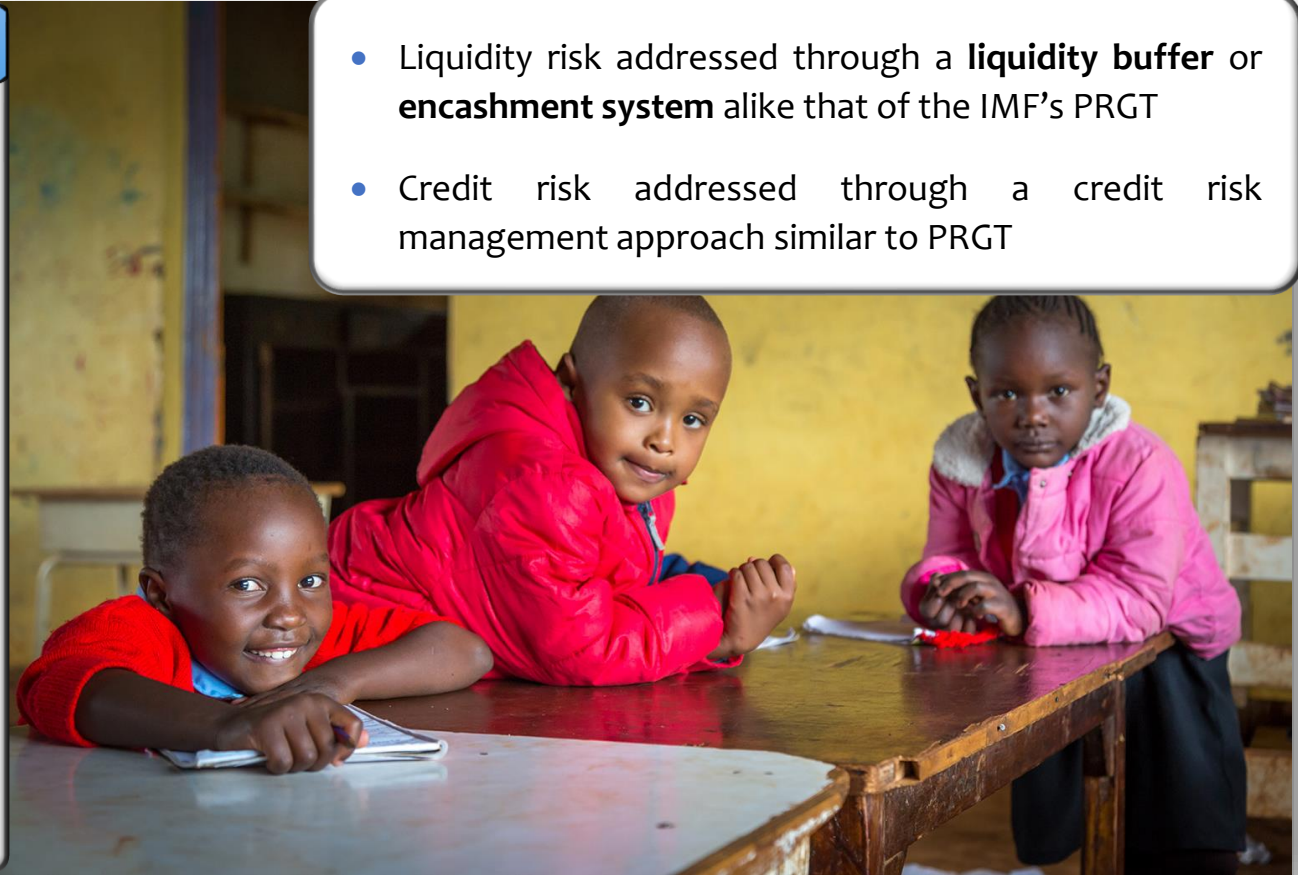 • Liquidity risk addressed through a liquidity buffer or
encashment system alike that of the IMF’s PRGT
• Credit risk addressed through a credit risk
management approach similar to PRGT